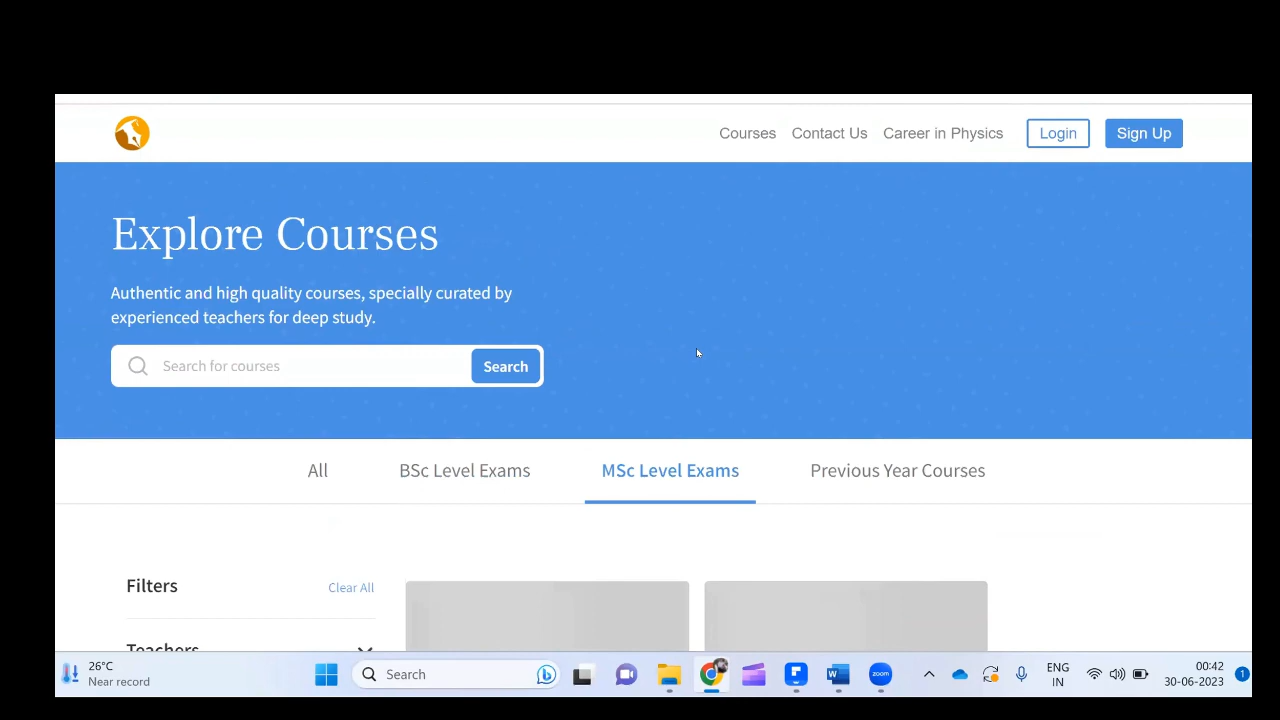 Courses
Contact Us
Career in Physics
Login
Sign Up
Explore Courses
Authentic and high quality courses, specially curated by
experienced teachers for deep study.
Search for courses
Search
All
BSc Level Exams
MSc Level Exams
Previous Year Courses
Filters
Clear All
Teachers
26°C
Near record
Search
W
zoom
ENG
IN
00:42
30-06-2023
1